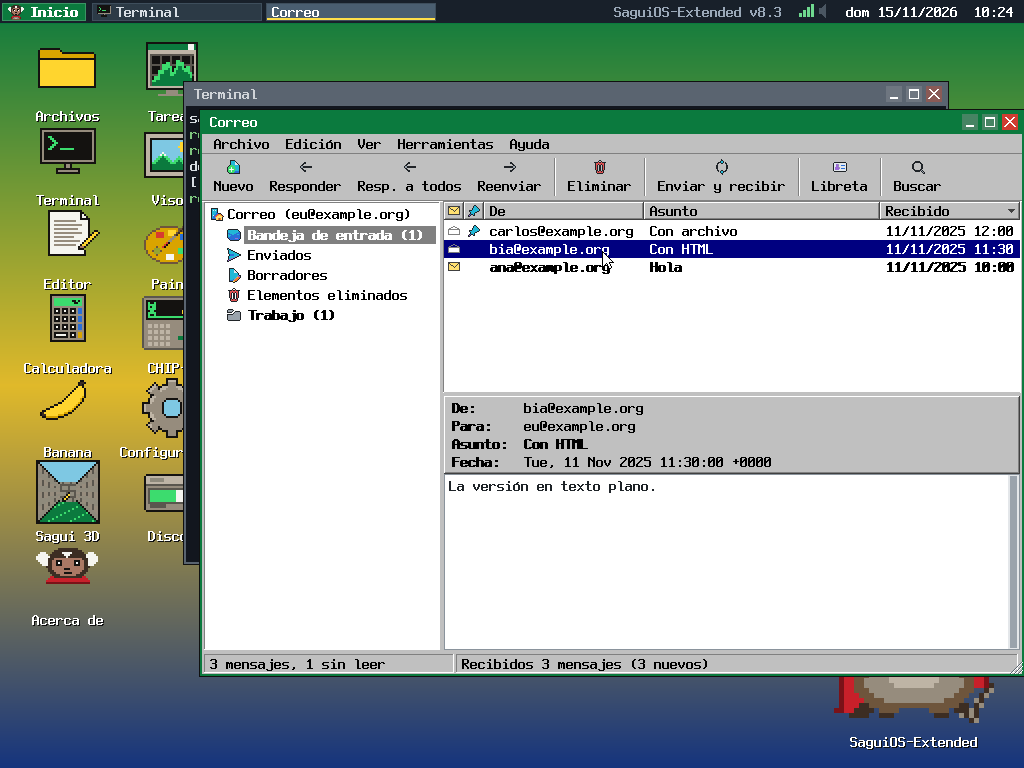 Inicio
Terminal
Correo
SaguiOS-Extended v8.3
dom 15/11/2026 10:24
Archivos
Terminal
Editor
Calculadora
Banana
Sagui 3D
Acerca de
CHIP-
Terminal
Correo
Archivo Edición Ver Herramientas Ayuda
Nuevo Responder Resp. a todos Reenviar Eliminar Enviar y recibir Libreta Buscar
Correo (eu@example.org)
Bandeja de entrada (1)
Enviados
Borradores
Elementos eliminados
Trabajo (1)
De Asunto Recibido
carlos@example.org Con archivo 11/11/2025 12:00
bia@example.org Con HTML 11/11/2025 11:30
ana@example.org Hola 11/11/2025 10:00
De: bia@example.org
Para: eu@example.org
Asunto: Con HTML
Fecha: Tue, 11 Nov 2025 11:30:00 +0000
La versión en texto plano.
3 mensajes, 1 sin leer
Recibidos 3 mensajes (3 nuevos)
SaguiOS-Extended